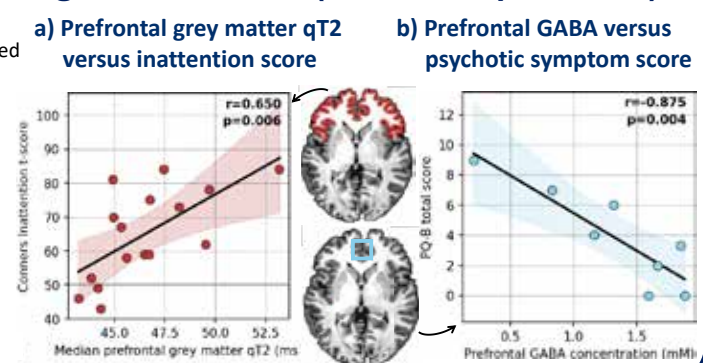 ed
a) Prefrontal grey matter qT2
versus inattention score
b) Prefrontal GABA versus
psychotic symptom score
r=0.650
p=0.006
100
90
80
70
60
50
40
Conners Inattention t-score
45.0 47.5 50.0 52.5
Median prefrontal grey matter qT2 (ms
r=-0.875
p=0.004
12
10
8
6
4
2
0
PQ-B total score
0.5 1.0 1.5
Prefrontal GABA concentration (mM)